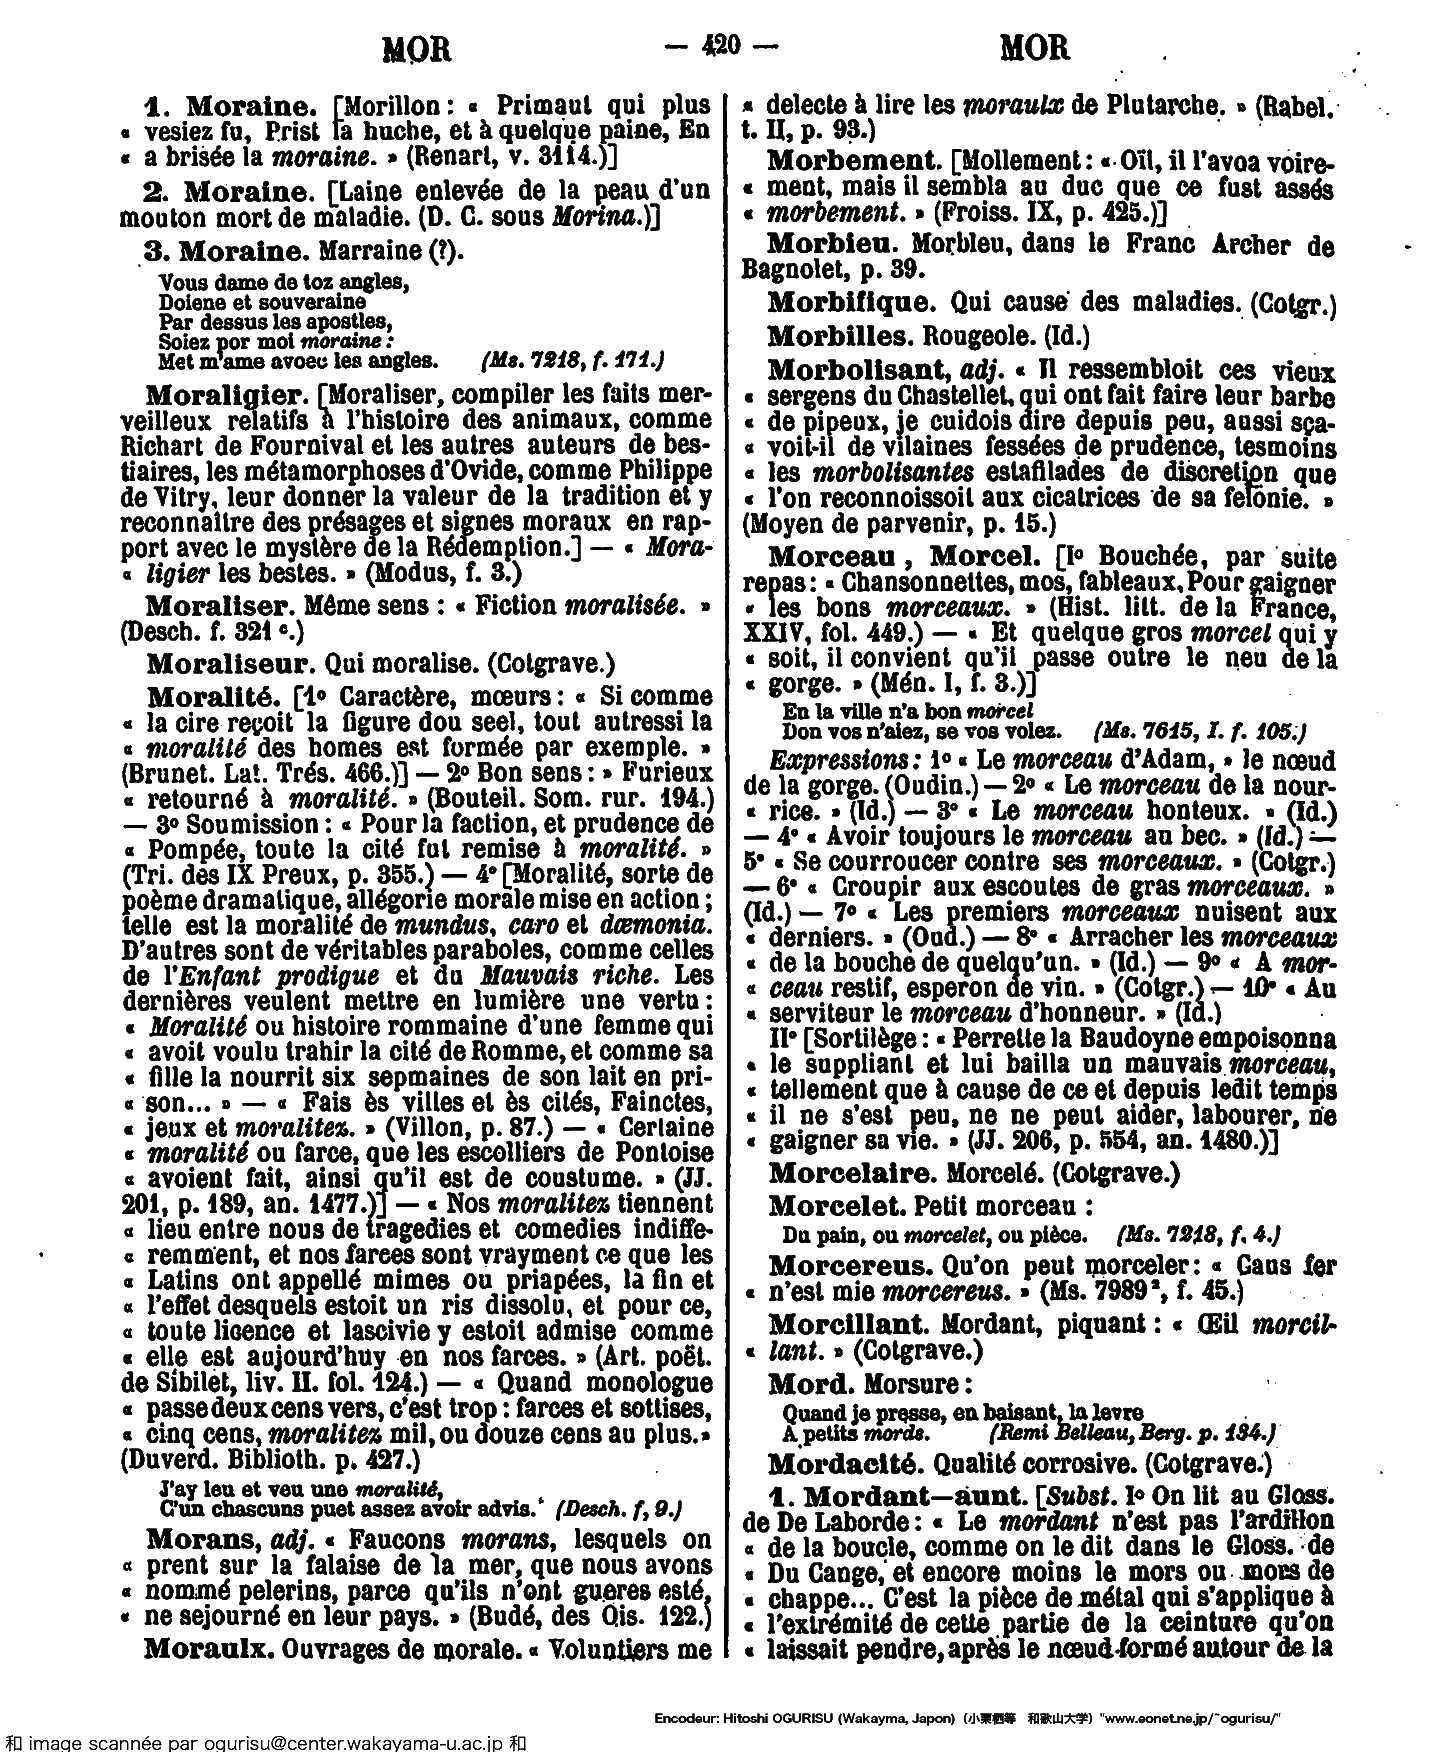 MOR — 420 — MOR
1. Moraine. [Morillon : « Primaut qui plus
« vesiez fu, Prist la huche, et à quelque paine, En
« a brisée la moraine. » (Renart, v. 3114.)]
2. Moraine. [Laine enlevée de la peau d'un
mouton mort de maladie. (D. C. sous Morina.)]
3. Moraine. Marraine (?).
Vous dame de toz angles,
Doiene et souveraine
Par dessus les apostles,
Soiez por moi moraine :
Met m'ame avoec les angles. (Ms. 7218, f. 171.)
Moraligier. [Moraliser, compiler les faits mer-
veilleux relatifs à l'histoire des animaux, comme
Richart de Fournival et les autres auteurs de bes-
tiaires, les métamorphoses d'Ovide, comme Philippe
de Vitry, leur donner la valeur de la tradition et y
reconnaître des présages et signes moraux en rap-
port avec le mystère de la Rédemption.] — « Mora-
« ligier les bestes. » (Modus, f. 3.)
Moraliser. Même sens : « Fiction moralisée. »
(Desch. f. 321 c.)
Moraliseur. Qui moralise. (Cotgrave.)
Moralité. [1o Caractère, mœurs : « Si comme
« la cire reçoit la figure dou seel, tout autressi la
« moralité des homes est formée par exemple. »
(Brunet. Lat. Trés. 466.)] — 2o Bon sens : » Furieux
« retourné à moralité. » (Bouteil. Som. rur. 194.)
— 3o Soumission : « Pour la faction, et prudence de
« Pompée, toute la cité fut remise à moralité. »
(Tri. des IX Preux, p. 355.) — 4o [Moralité, sorte de
poème dramatique, allégorie morale mise en action ;
telle est la moralité de mundus, caro et dæmonia.
D'autres sont de véritables paraboles, comme celles
de l'Enfant prodigue et du Mauvais riche. Les
dernières veulent mettre en lumière une vertu :
« Moralité ou histoire rommaine d'une femme qui
« avoit voulu trahir la cité de Romme, et comme sa
« fille la nourrit six sepmaines de son lait en pri-
« son... » — « Fais ès villes et ès cités, Fainctes,
« jeux et moralitez. » (Villon, p. 87.) — « Certaine
« moralité ou farce, que les escolliers de Pontoise
« avoient fait, ainsi qu'il est de coustume. » (JJ.
201, p. 189, an. 1477.)] — « Nos moralitez tiennent
« lieu entre nous de tragedies et comedies indiffe-
« remment, et nos farces sont vrayment ce que les
« Latins ont appellé mimes ou priapées, la fin et
« l'effet desquels estoit un ris dissolu, et pour ce,
« toute licence et lascivie y estoit admise comme
« elle est aujourd'huy en nos farces. » (Art. poët.
de Sibilet, liv. II. fol. 124.) — « Quand monologue
« passe deux cens vers, c'est trop : farces et sottises,
« cinq cens, moralitez mil, ou douze cens au plus. »
(Duverd. Biblioth. p. 427.)
J'ay leu et veu une moralité,
C'un chascuns puet assez avoir advis. (Desch. f, 9.)
Morans, adj. « Faucons morans, lesquels on
« prent sur la falaise de la mer, que nous avons
« nommé pelerins, parce qu'ils n'ont gueres esté,
« ne sejourné en leur pays. » (Budé, des Ois. 122.)
Moraulx. Ouvrages de morale. « Voluntiers me
« delecte à lire les moraulx de Plutarche. » (Rabel.
t. II, p. 93.)
Morbement. [Mollement : « Oïl, il l'avoa voire-
« ment, mais il sembla au duc que ce fust assés
« morbement. » (Froiss. IX, p. 425.)]
Morbieu. Morbleu, dans le Franc Archer de
Bagnolet, p. 39.
Morbifique. Qui cause des maladies. (Cotgr.)
Morbilles. Rougeole. (Id.)
Morbolisant, adj. « Il ressembloit ces vieux
« sergens du Chastellet, qui ont fait faire leur barbe
« de pipeux, je cuidois dire depuis peu, aussi sça-
« voit-il de vilaines fessées de prudence, tesmoins
« les morbolisantes estafilades de discretion que
« l'on reconnoissoit aux cicatrices de sa felonie. »
(Moyen de parvenir, p. 15.)
Morceau , Morcel. [Io Bouchée, par suite
repas : « Chansonnettes, mos, fableaux, Pour gaigner
« les bons morceaux. » (Hist. litt. de la France,
XXIV, fol. 449.) — « Et quelque gros morcel qui y
« soit, il convient qu'il passe outre le neu de la
« gorge. » (Mén. I, f. 3.)]
En la ville n'a bon morcel
Don vos n'aiez, se vos volez. (Ms. 7615, I. f. 105.)
Expressions : 1o « Le morceau d'Adam, » le nœud
de la gorge. (Oudin.) — 2o « Le morceau de la nour-
« rice. » (Id.) — 3o « Le morceau honteux. » (Id.)
— 4o « Avoir toujours le morceau au bec. » (Id.) —
5o « Se courroucer contre ses morceaux. » (Cotgr.)
— 6o « Croupir aux escoutes de gras morceaux. »
(Id.) — 7o « Les premiers morceaux nuisent aux
« derniers. » (Oud.) — 8o « Arracher les morceaux
« de la bouche de quelqu'un. » (Id.) — 9o « A mor-
« ceau restif, esperon de vin. » (Cotgr.) — 10o « Au
« serviteur le morceau d'honneur. » (Id.)
IIo [Sortilège : « Perrette la Baudoyne empoisonna
« le suppliant et lui bailla un mauvais morceau,
« tellement que à cause de ce et depuis ledit temps
« il ne s'est peu, ne ne peut aider, labourer, ne
« gaigner sa vie. » (JJ. 206, p. 554, an. 1480.)]
Morcelaire. Morcelé. (Cotgrave.)
Morcelet. Petit morceau :
Du pain, ou morcelet, ou pièce. (Ms. 7218, f. 4.)
Morcereus. Qu'on peut morceler : « Gans fer
« n'est mie morcereus. » (Ms. 7989 2, f. 45.)
Morcillant. Mordant, piquant : « Œil morcil-
« lant. » (Cotgrave.)
Mord. Morsure :
Quand je presse, en baisant, la levre
A petits mords. (Remi Belleau, Berg. p. 134.)
Mordacité. Qualité corrosive. (Cotgrave.)
1. Mordant—aunt. [Subst. Io On lit au Gloss.
de De Laborde : « Le mordant n'est pas l'ardillon
« de la boucle, comme on le dit dans le Gloss. de
« Du Cange, et encore moins le mors ou mors de
« chappe... C'est la pièce de métal qui s'applique à
« l'extrémité de cette partie de la ceinture qu'on
« laissait pendre, après le nœud formé autour de la
Encodeur: Hitoshi OGURISU (Wakayma, Japon) (小栗栖等 和歌山大学) "www.eonet.ne.jp/~ogurisu/"
和 image scannée par ogurisu@center.wakayama-u.ac.jp 和